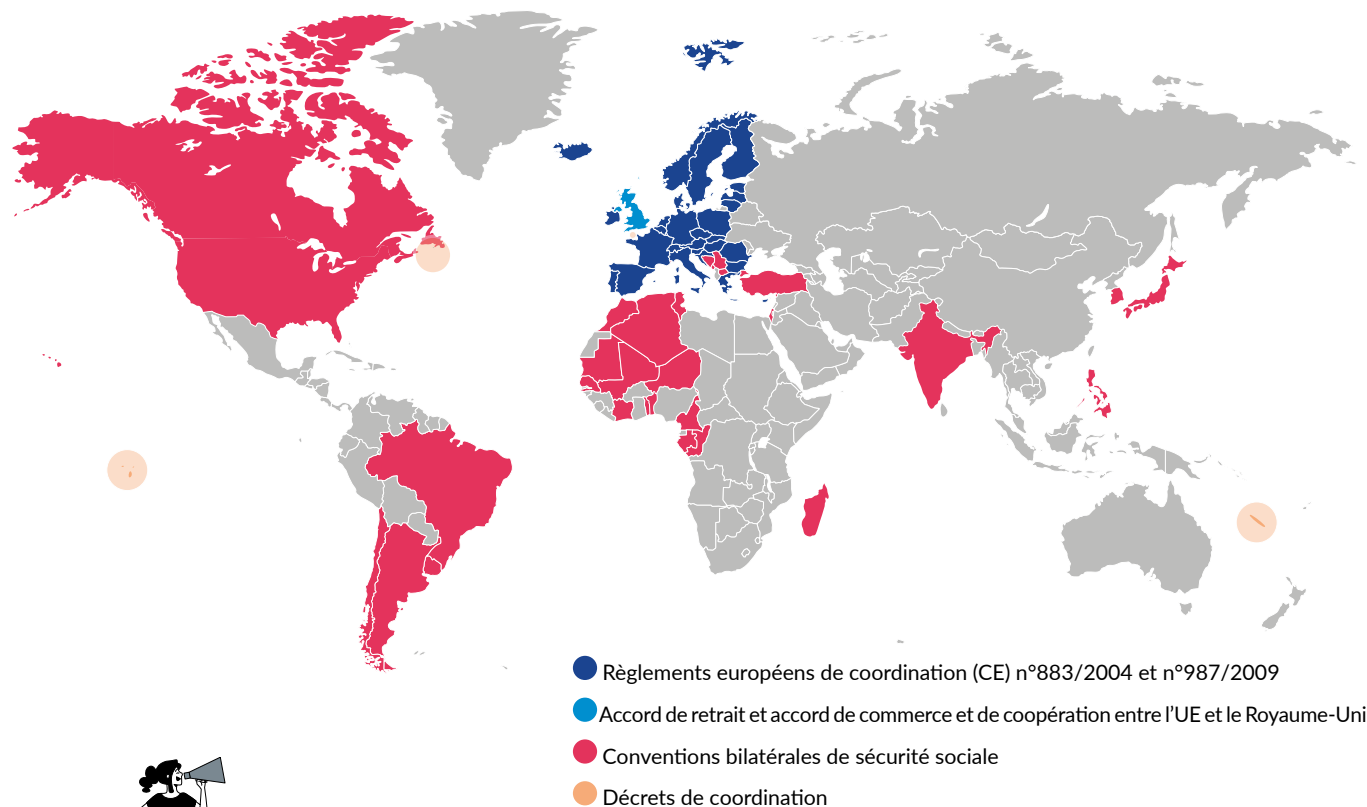 Règlements européens de coordination (CE) n°883/2004 et n°987/2009
Accord de retrait et accord de commerce et de coopération entre l'UE et le Royaume-Uni
Conventions bilatérales de sécurité sociale
Décrets de coordination